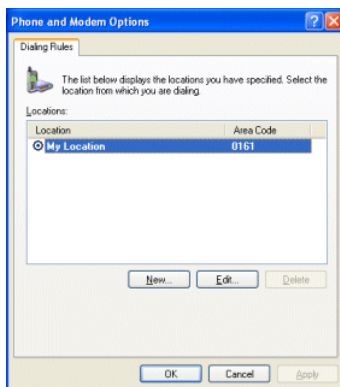 Phone and Modem Options
Dialing Rules
The list below displays the locations you have specified. Select the
location from which you are dialing.
Locations:
Location Area Code
My Location 0161
New... Edit... Delete
OK Cancel Apply